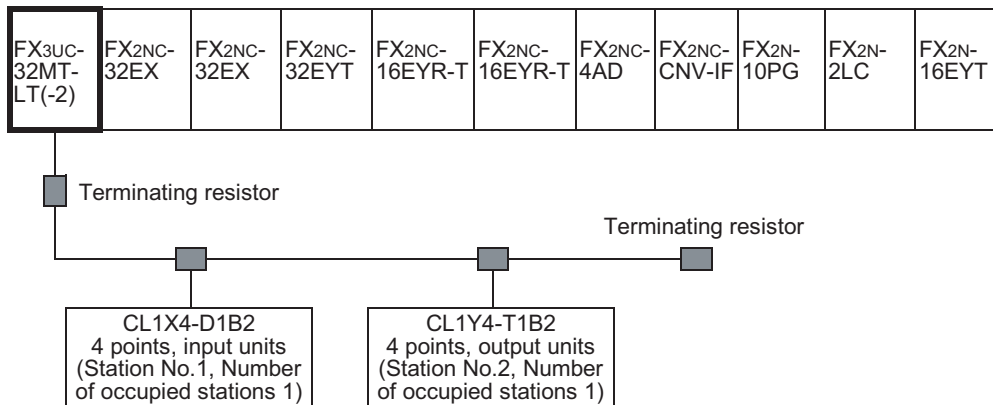 FX3UC-
32MT-
LT(-2)
FX2NC-
32EX
FX2NC-
32EX
FX2NC-
32EYT
FX2NC-
16EYR-T
FX2NC-
16EYR-T
FX2NC-
4AD
FX2NC-
CNV-IF
FX2N-
10PG
FX2N-
2LC
FX2N-
16EYT
Terminating resistor
Terminating resistor
CL1X4-D1B2
4 points, input units
(Station No.1, Number
of occupied stations 1)
CL1Y4-T1B2
4 points, output units
(Station No.2, Number
of occupied stations 1)